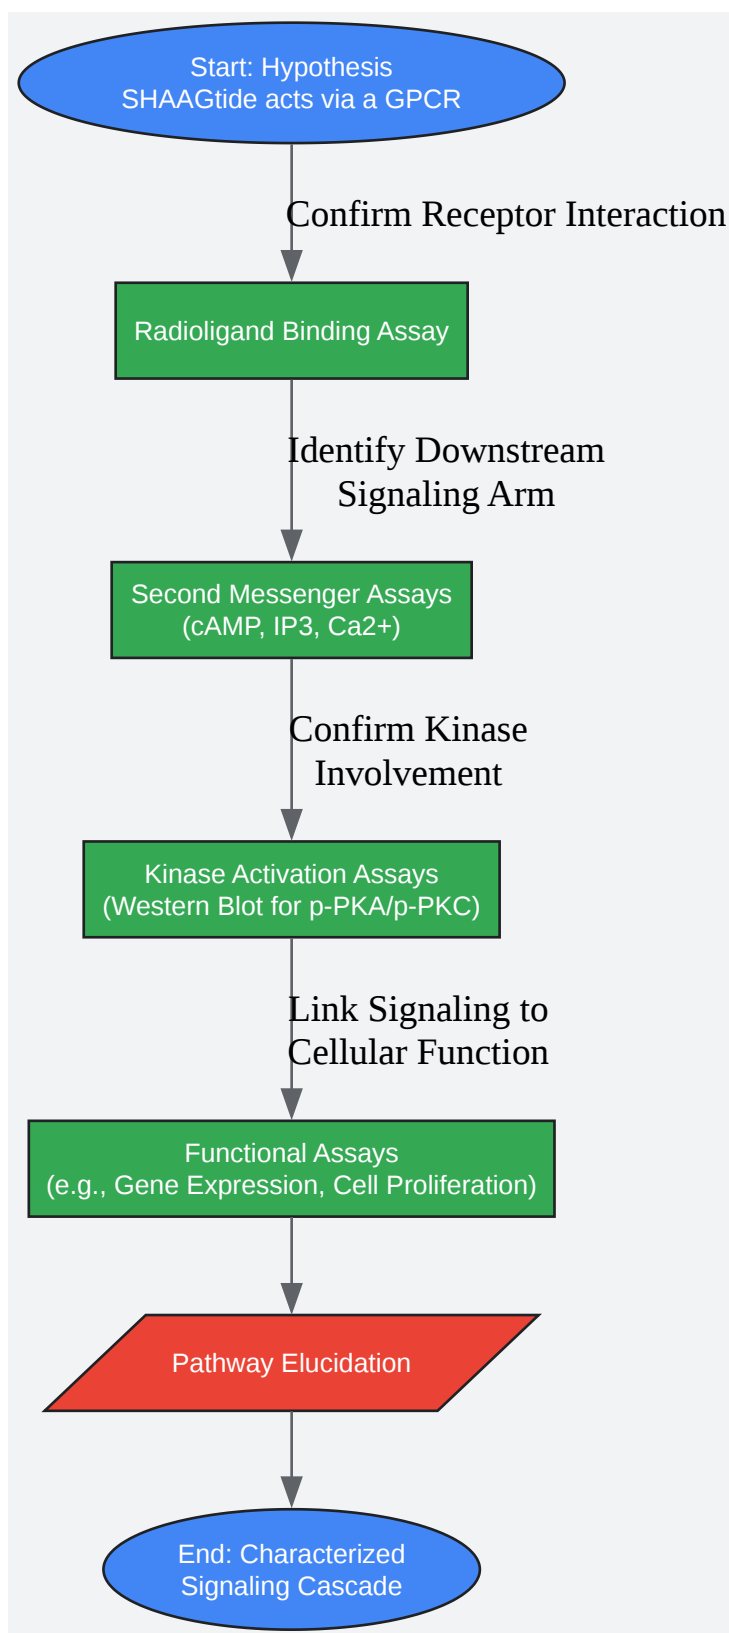 Start: Hypothesis
SHAAGtide acts via a GPCR
Confirm Receptor Interaction
Radioligand Binding Assay
Identify Downstream
Signaling Arm
Second Messenger Assays
(cAMP, IP3, Ca2+)
Confirm Kinase
Involvement
Kinase Activation Assays
(Western Blot for p-PKA/p-PKC)
Link Signaling to
Cellular Function
Functional Assays
(e.g., Gene Expression, Cell Proliferation)
Pathway Elucidation
End: Characterized
Signaling Cascade